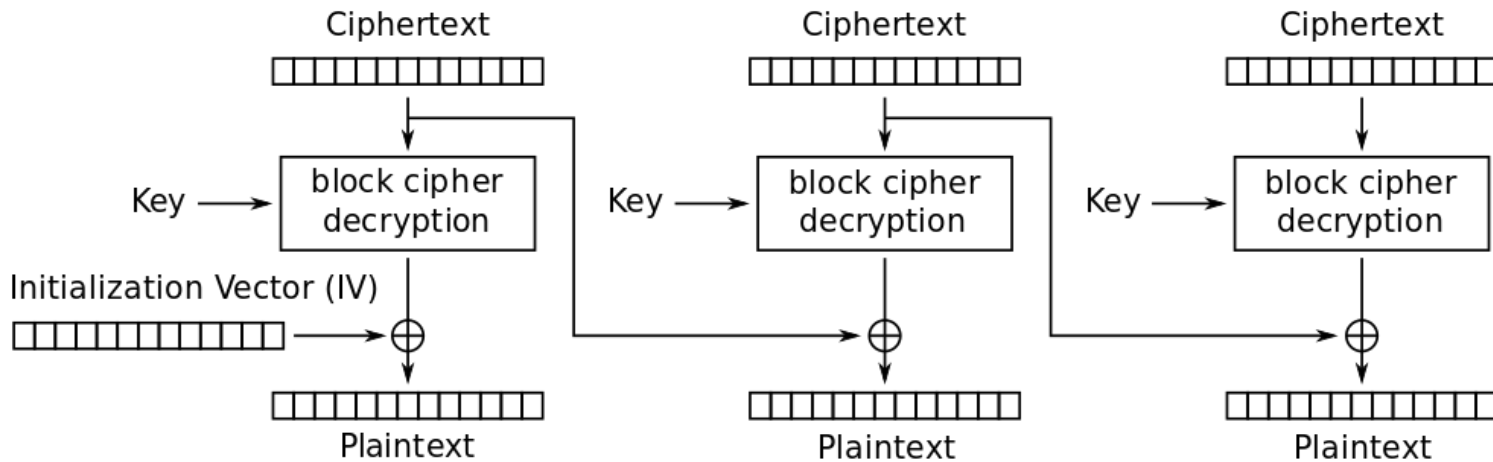 Ciphertext
Ciphertext
Ciphertext
Key
block cipher
decryption
Key
block cipher
decryption
Key
block cipher
decryption
Initialization Vector (IV)
Plaintext
Plaintext
Plaintext